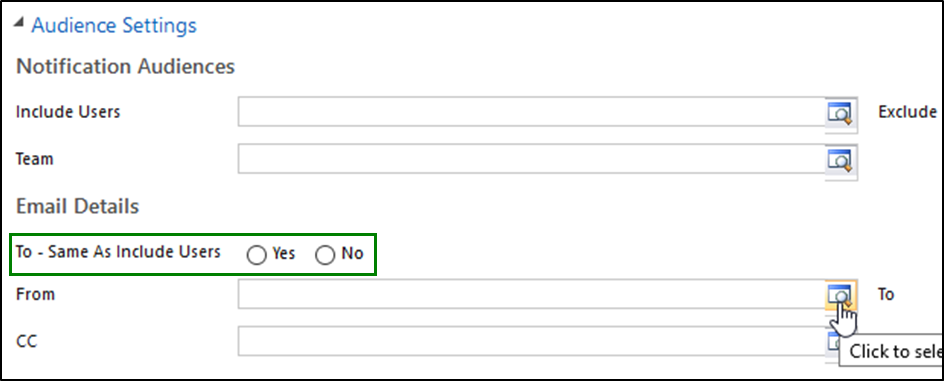 Audience Settings
Notification Audiences
Include Users Exclude
Team
Email Details
To - Same As Include Users Yes No
From To
CC
Click to sele